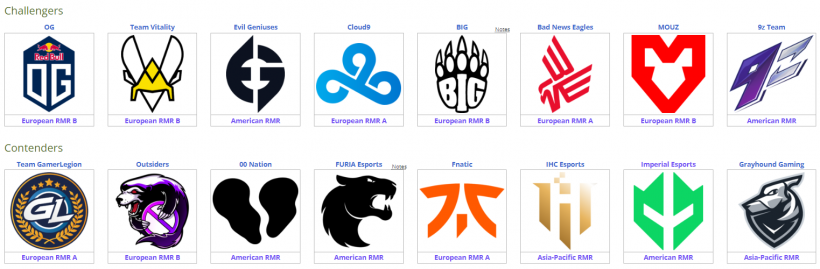 Challengers
OG
Team Vitality
Evil Geniuses
Cloud9
BIG
Notes
Bad News Eagles
MOUZ
9z Team
Red Bull
OG
BIG
9z
European RMR B
European RMR B
American RMR
European RMR A
European RMR B
European RMR A
European RMR B
American RMR
Contenders
Team GamerLegion
Outsiders
00 Nation
FURIA Esports
Notes
Fnatic
IHC Esports
Imperial Esports
Grayhound Gaming
GL
European RMR A
European RMR B
American RMR
American RMR
European RMR A
Asia-Pacific RMR
American RMR
Asia-Pacific RMR